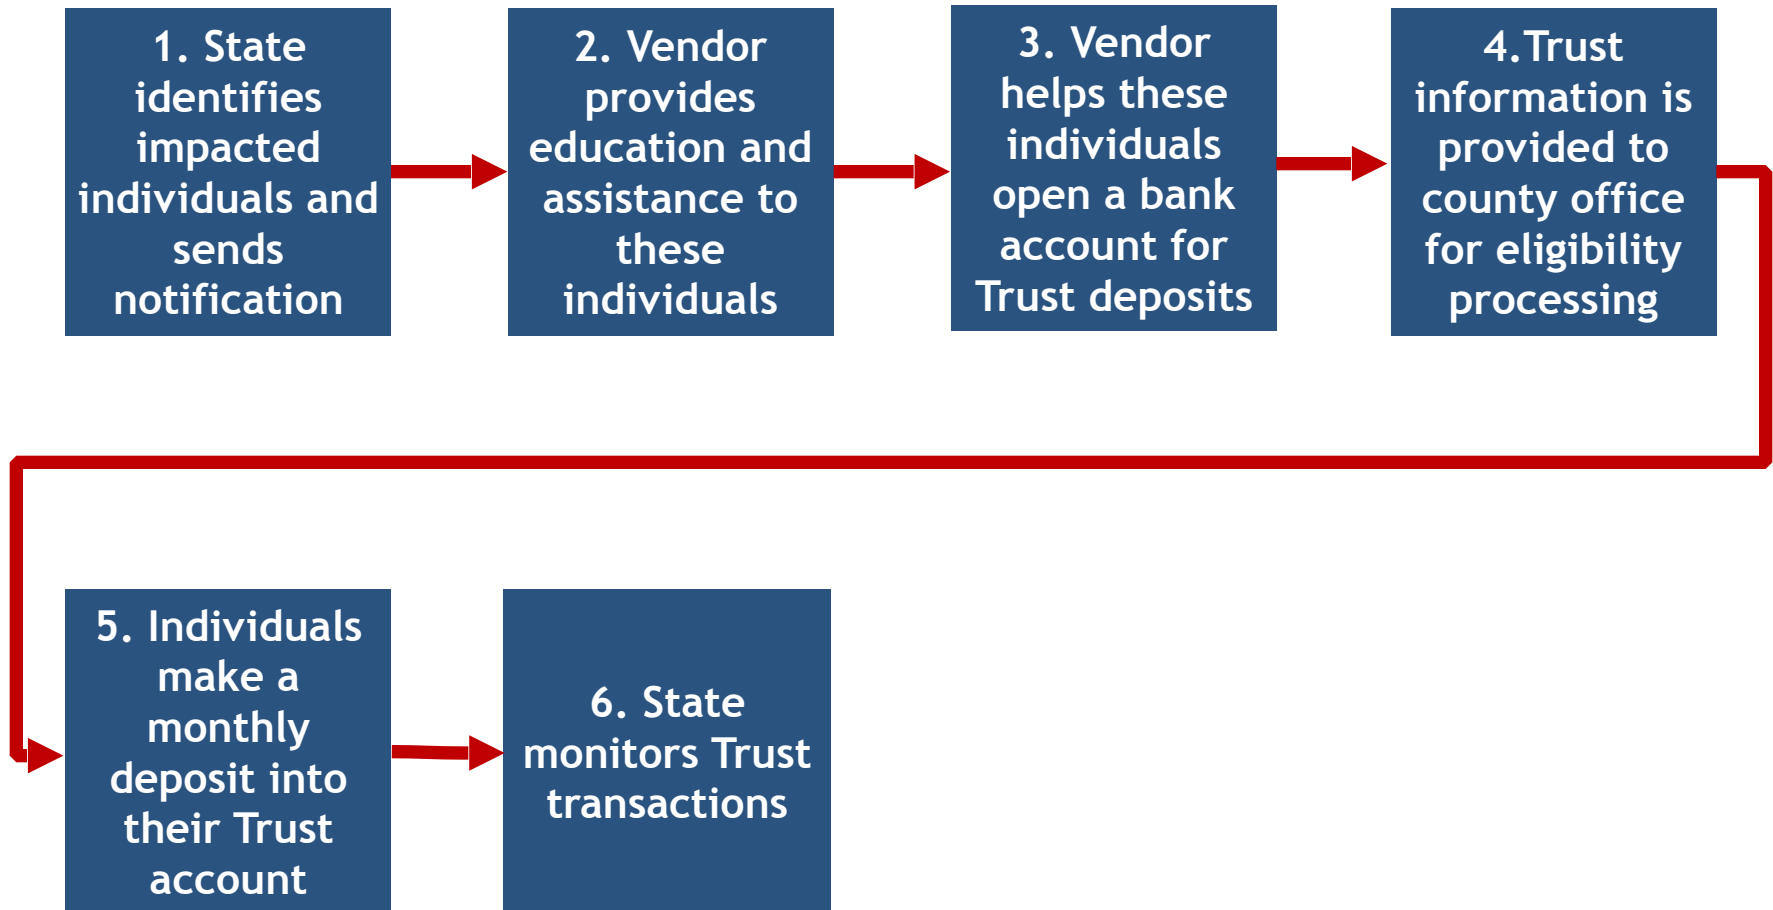 1. State
identifies
impacted
individuals and
sends
notification
2. Vendor
provides
education and
assistance to
these
individuals
3. Vendor
helps these
individuals
open a bank
account for
Trust deposits
4.Trust
information is
provided to
county office
for eligibility
processing
5. Individuals
make a
monthly
deposit into
their Trust
account
6. State
monitors Trust
transactions